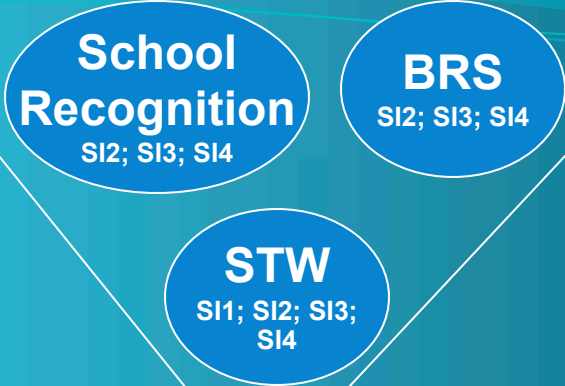 School
Recognition
SI2; SI3; SI4
BRS
SI2; SI3; SI4
STW
SI1; SI2; SI3;
SI4